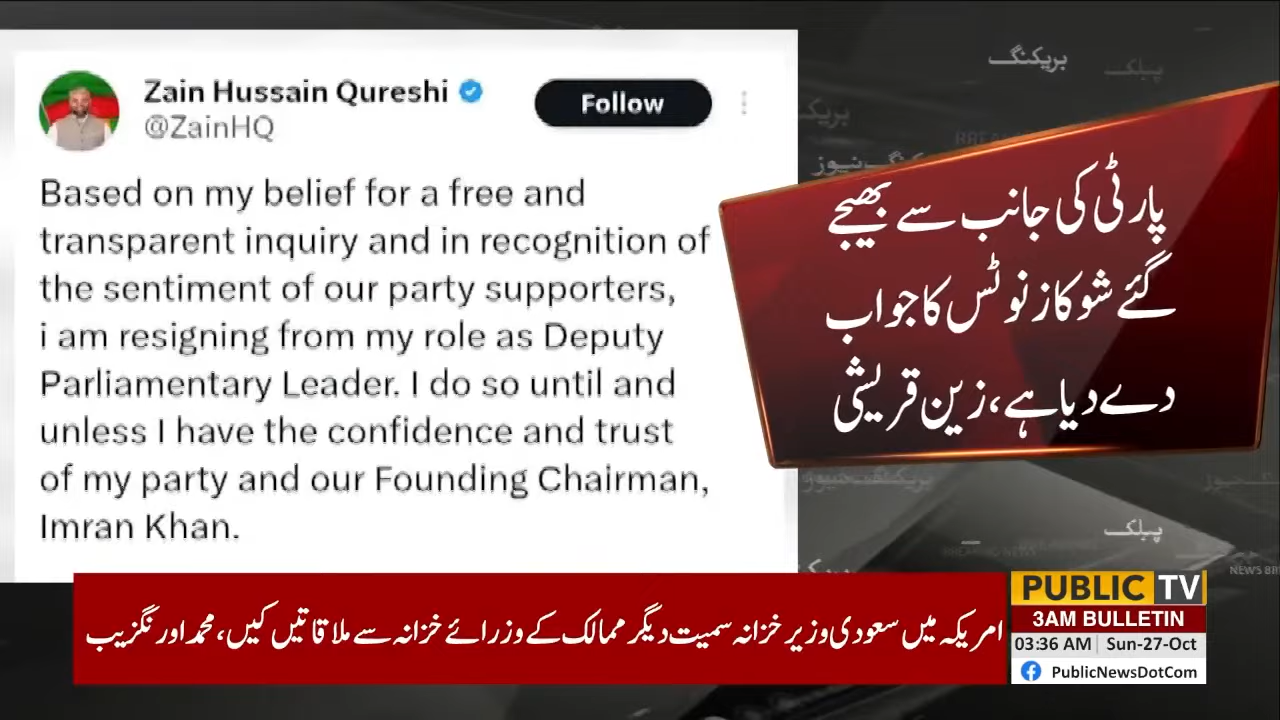 Zain Hussain Qureshi
@ZainHQ
Follow
Based on my belief for a free and
transparent inquiry and in recognition of
the sentiment of our party supporters,
i am resigning from my role as Deputy
Parliamentary Leader. I do so until and
unless I have the confidence and trust
of my party and our Founding Chairman,
Imran Khan.
بریکنگ
پبلک
پارٹی کی جانب سے بھیجے
گئے شوکاز نوٹس کا جواب
دے دیا ہے، زین قریشی
پبلک
امریکہ میں سعودی وزیر خزانہ سمیت دیگر ممالک کے وزرائے خزانہ سے ملاقاتیں کیں، محمد اورنگزیب
PUBLIC TV
3AM BULLETIN
03:36 AM Sun-27-Oct
PublicNewsDotCom